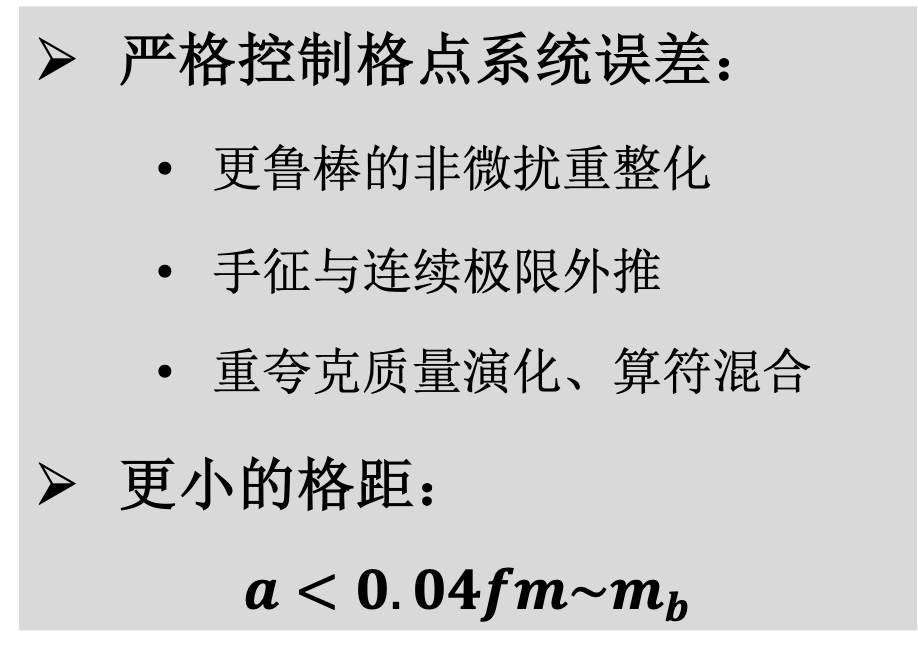 ➢ 严格控制格点系统误差：
• 更鲁棒的非微扰重整化
• 手征与连续极限外推
• 重夸克质量演化、算符混合
➢ 更小的格距：
a < 0.04fm~m_b